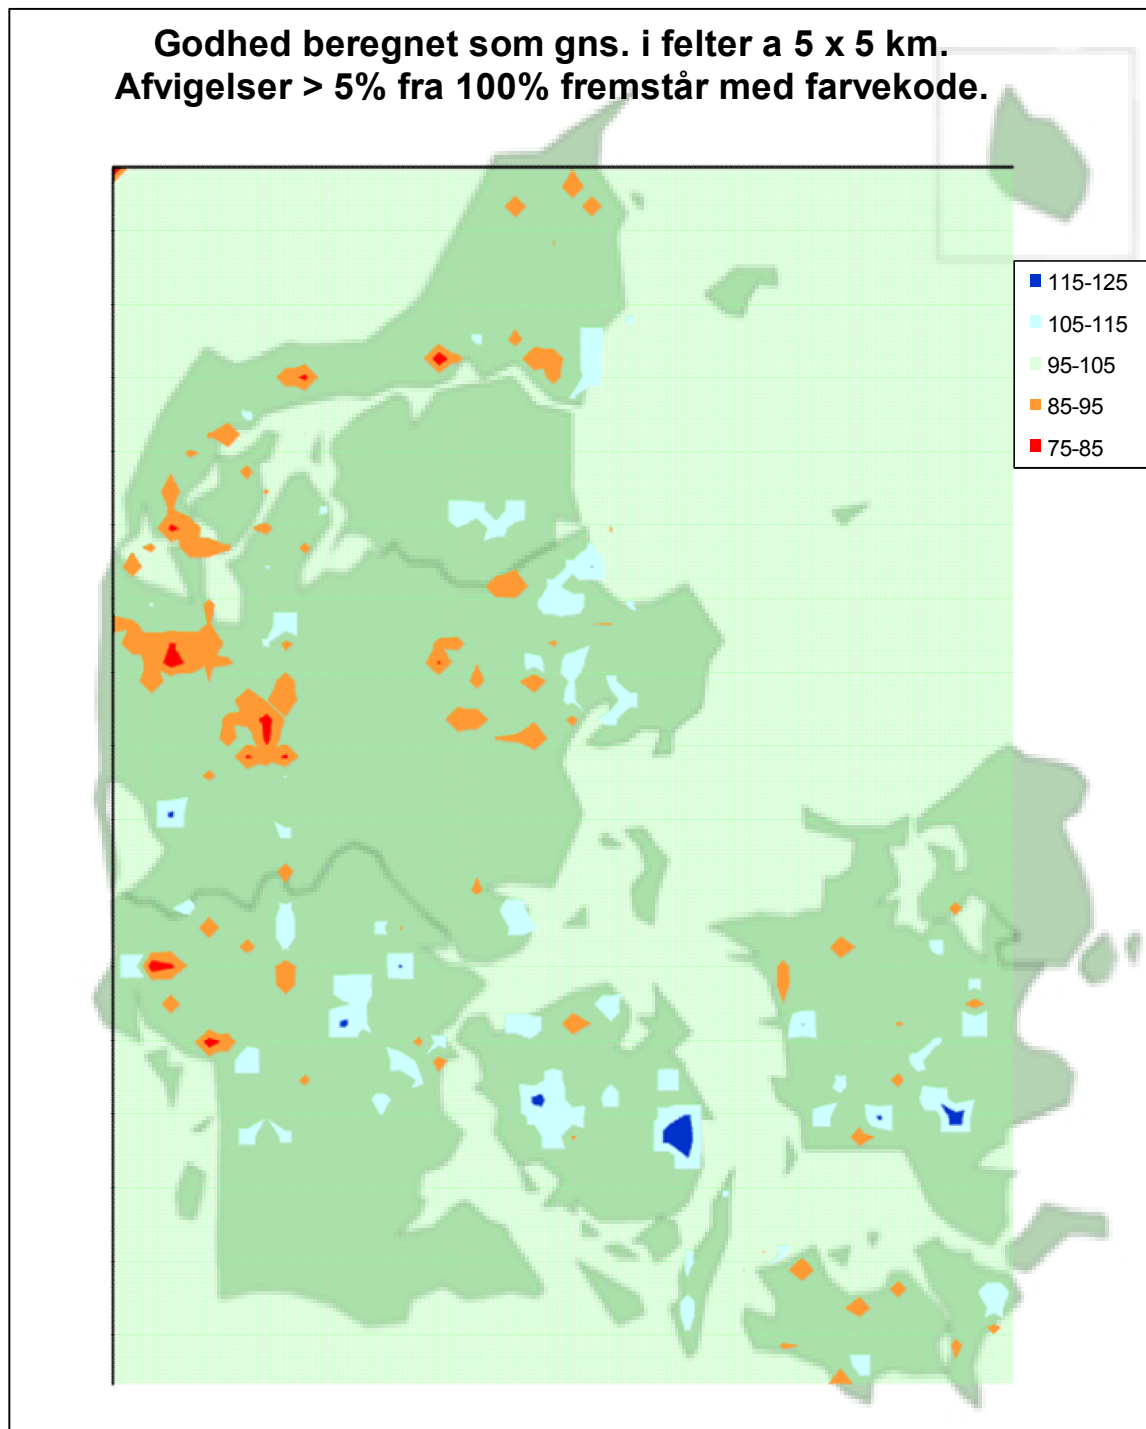 Godhed beregnet som gns. i felter a 5 x 5 km.
Afvigelser > 5% fra 100% fremstår med farvekode.
115-125
105-115
95-105
85-95
75-85